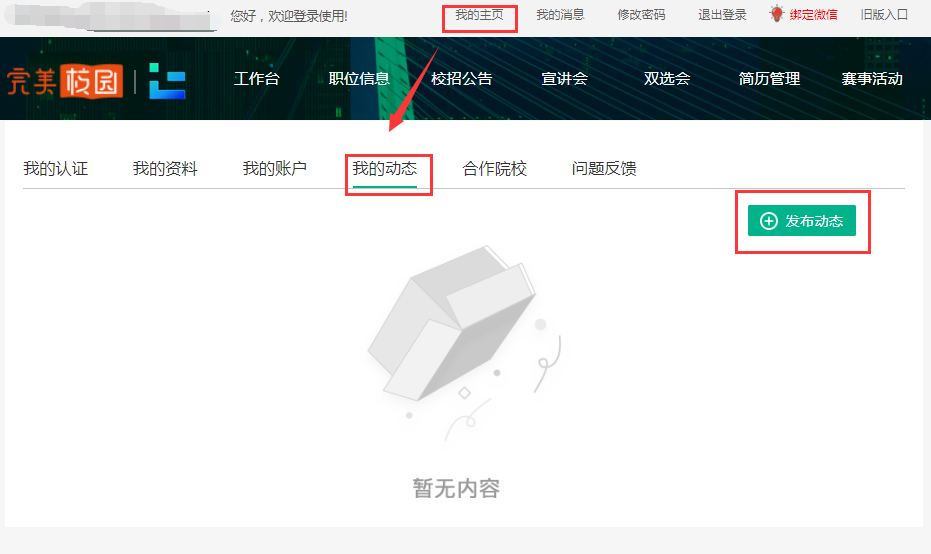 您好，欢迎登录使用! 我的主页 我的消息 修改密码 退出登录 绑定微信 旧版入口
完美校园 工作台 职位信息 校招公告 宣讲会 双选会 简历管理 赛事活动
我的认证 我的资料 我的账户 我的动态 合作院校 问题反馈
发布动态
暂无内容